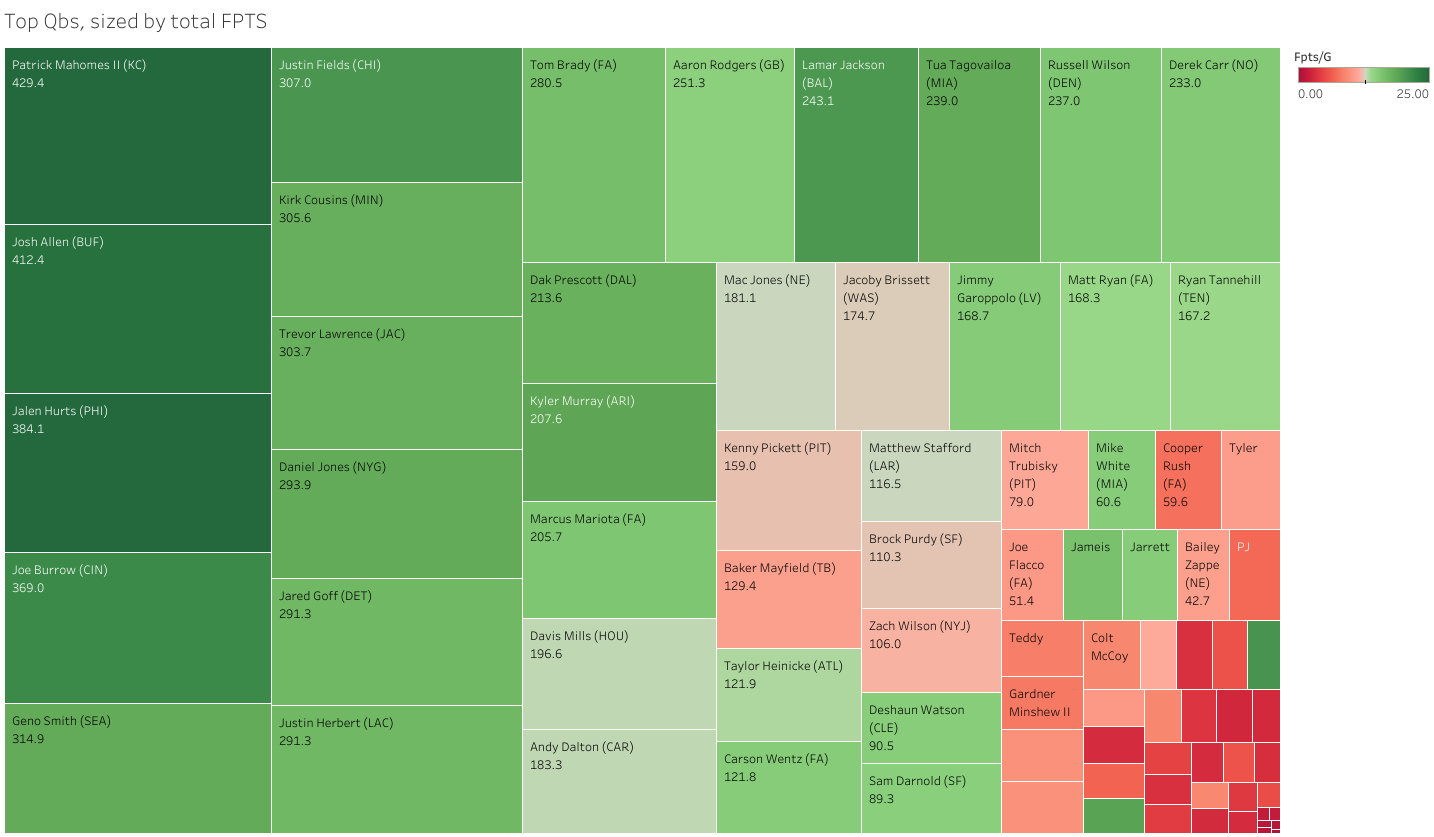 Top Qbs, sized by total FPTS
Patrick Mahomes II (KC)
429.4
Josh Allen (BUF)
412.4
Jalen Hurts (PHI)
384.1
Joe Burrow (CIN)
369.0
Geno Smith (SEA)
314.9
Justin Fields (CHI)
307.0
Kirk Cousins (MIN)
305.6
Trevor Lawrence (JAC)
303.7
Daniel Jones (NYG)
293.9
Jared Goff (DET)
291.3
Justin Herbert (LAC)
291.3
Tom Brady (FA)
280.5
Aaron Rodgers (GB)
251.3
Lamar Jackson
(BAL)
243.1
Tua Tagovailoa
(MIA)
239.0
Russell Wilson
(DEN)
237.0
Derek Carr (NO)
233.0
Dak Prescott (DAL)
213.6
Kyler Murray (ARI)
207.6
Marcus Mariota (FA)
205.7
Davis Mills (HOU)
196.6
Andy Dalton (CAR)
183.3
Mac Jones (NE)
181.1
Jacoby Brissett
(WAS)
174.7
Jimmy
Garoppolo (LV)
168.7
Matt Ryan (FA)
168.3
Ryan Tannehill
(TEN)
167.2
Kenny Pickett (PIT)
159.0
Baker Mayfield (TB)
129.4
Taylor Heinicke (ATL)
121.9
Carson Wentz (FA)
121.8
Matthew Stafford
(LAR)
116.5
Brock Purdy (SF)
110.3
Zach Wilson (NYJ)
106.0
Deshaun Watson
(CLE)
90.5
Sam Darnold (SF)
89.3
Mitch
Trubisky
(PIT)
79.0
Mike
White
(MIA)
60.6
Cooper
Rush
(FA)
59.6
Tyler
Joe
Flacco
(FA)
51.4
Jameis
Jarrett
Bailey
Zappe
(NE)
42.7
PJ
Teddy
Gardner
Minshew II
Colt
McCoy
Fpts/G
0.00
25.00